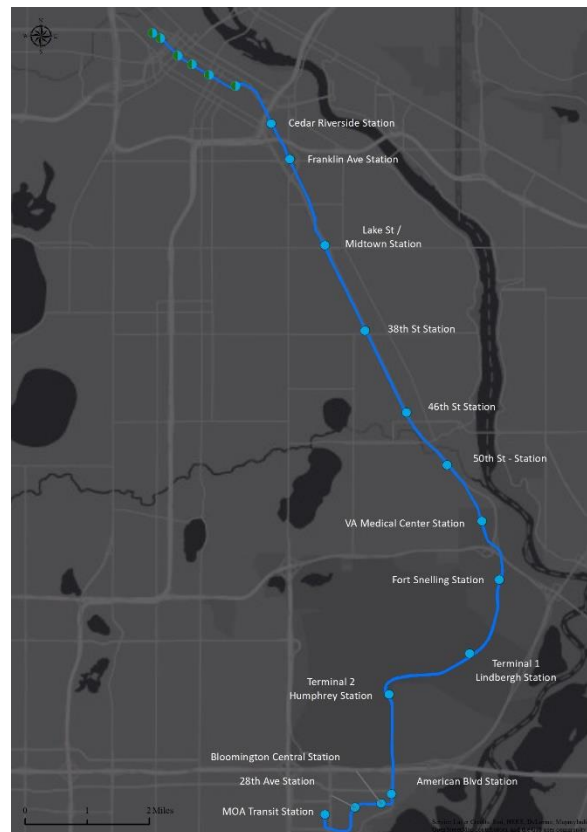 Cedar Riverside Station
Franklin Ave Station
Lake St /
Midtown Station
38th St Station
46th St Station
50th St - Station
VA Medical Center Station
Fort Snelling Station
Terminal 1
Lindbergh Station
Terminal 2
Humphrey Station
Bloomington Central Station
28th Ave Station
American Blvd Station
MOA Transit Station
0 1 2 Miles